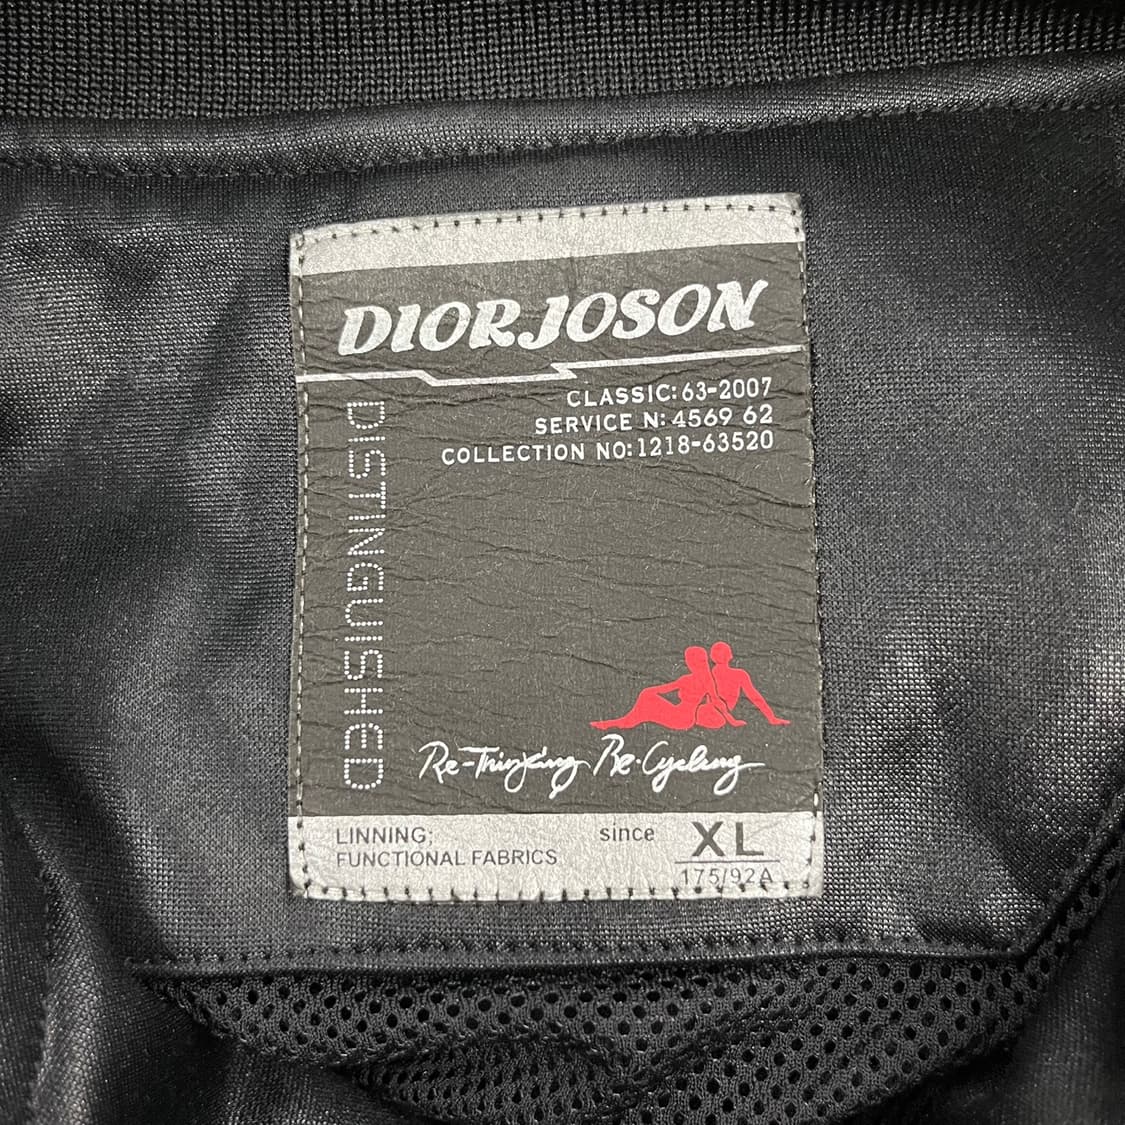 DIORJOSON
CLASSIC:63-2007
SERVICE N:4569 62
COLLECTION NO:1218-63520
DISTINGUISHED
Re-Thinking Re-Cycling
LINNING;
FUNCTIONAL FABRICS
since
XL
175/92A